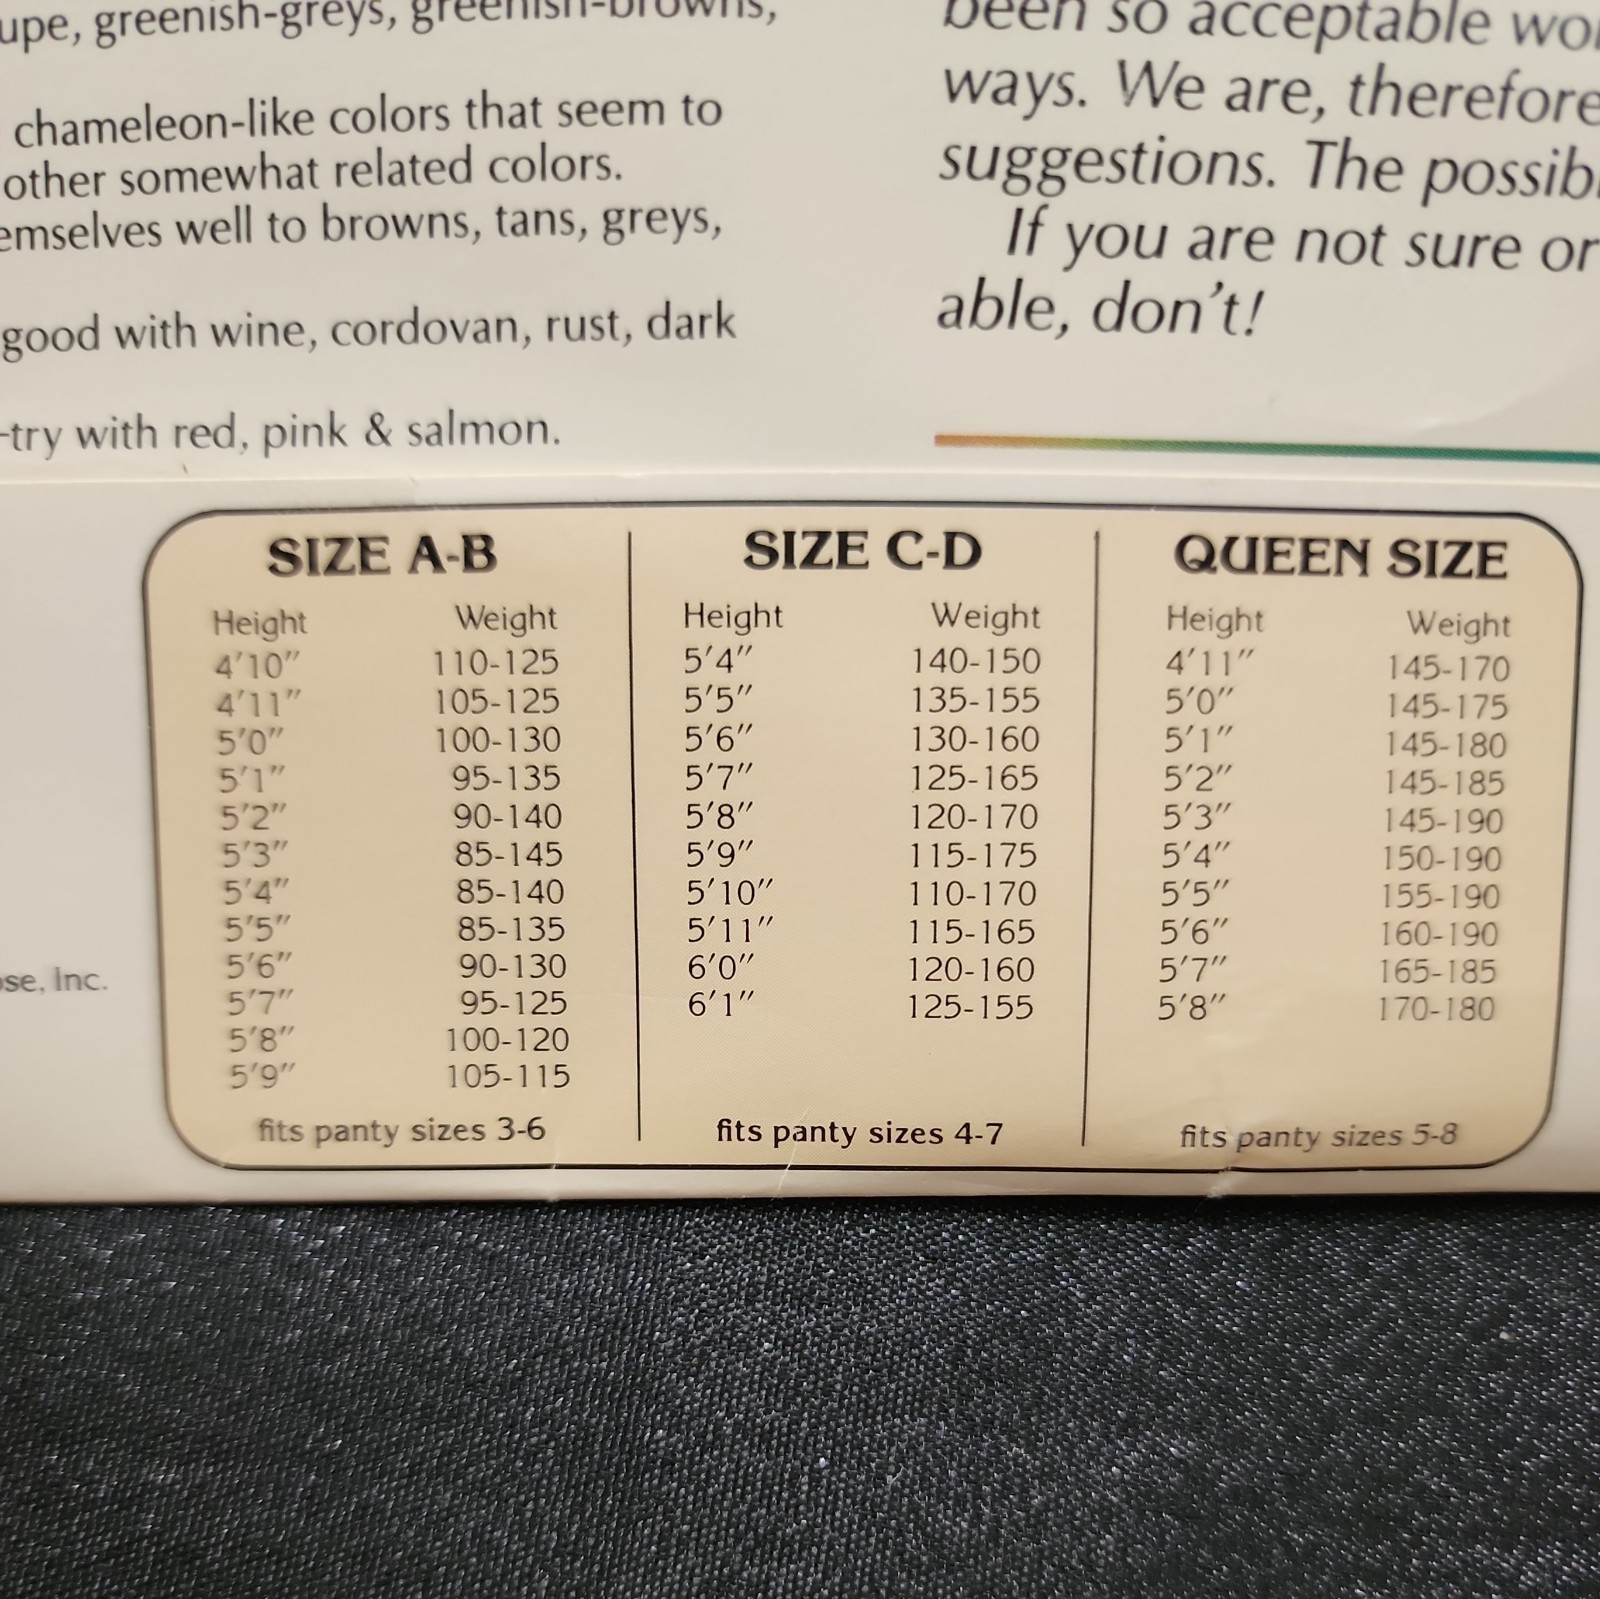 greenish-greys, greenish-browns,
chameleon-like colors that seem to
other somewhat related colors.
well to browns, tans, greys,
good with wine, cordovan, rust, dark
-try with red, pink & salmon.
been so acceptable
ways. We are, therefore
suggestions. The
If you are not sure or
able, don't!
Inc.
SIZE A-B
Height Weight
4'10" 110-125
4'11" 105-125
5'0" 100-130
5'1" 95-135
5'2" 90-140
5'3" 85-145
5'4" 85-140
5'5" 85-135
5'6" 90-130
5'7" 95-125
5'8" 100-120
5'9" 105-115
fits panty sizes 3-6
SIZE C-D
Height Weight
5'4" 140-150
5'5" 135-155
5'6" 130-160
5'7" 125-165
5'8" 120-170
5'9" 115-175
5'10" 110-170
5'11" 115-165
6'0" 120-160
6'1" 125-155
fits panty sizes 4-7
QUEEN SIZE
Height Weight
4'11" 145-170
5'0" 145-175
5'1" 145-180
5'2" 145-185
5'3" 145-190
5'4" 150-190
5'5" 155-190
5'6" 160-190
5'7" 165-185
5'8" 170-180
fits panty sizes 5-8